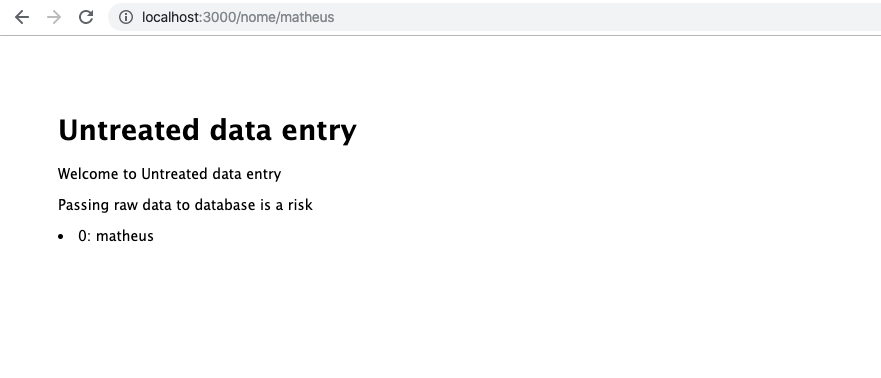 localhost:3000/nome/matheus
Untreated data entry
Welcome to Untreated data entry
Passing raw data to database is a risk
• 0: matheus